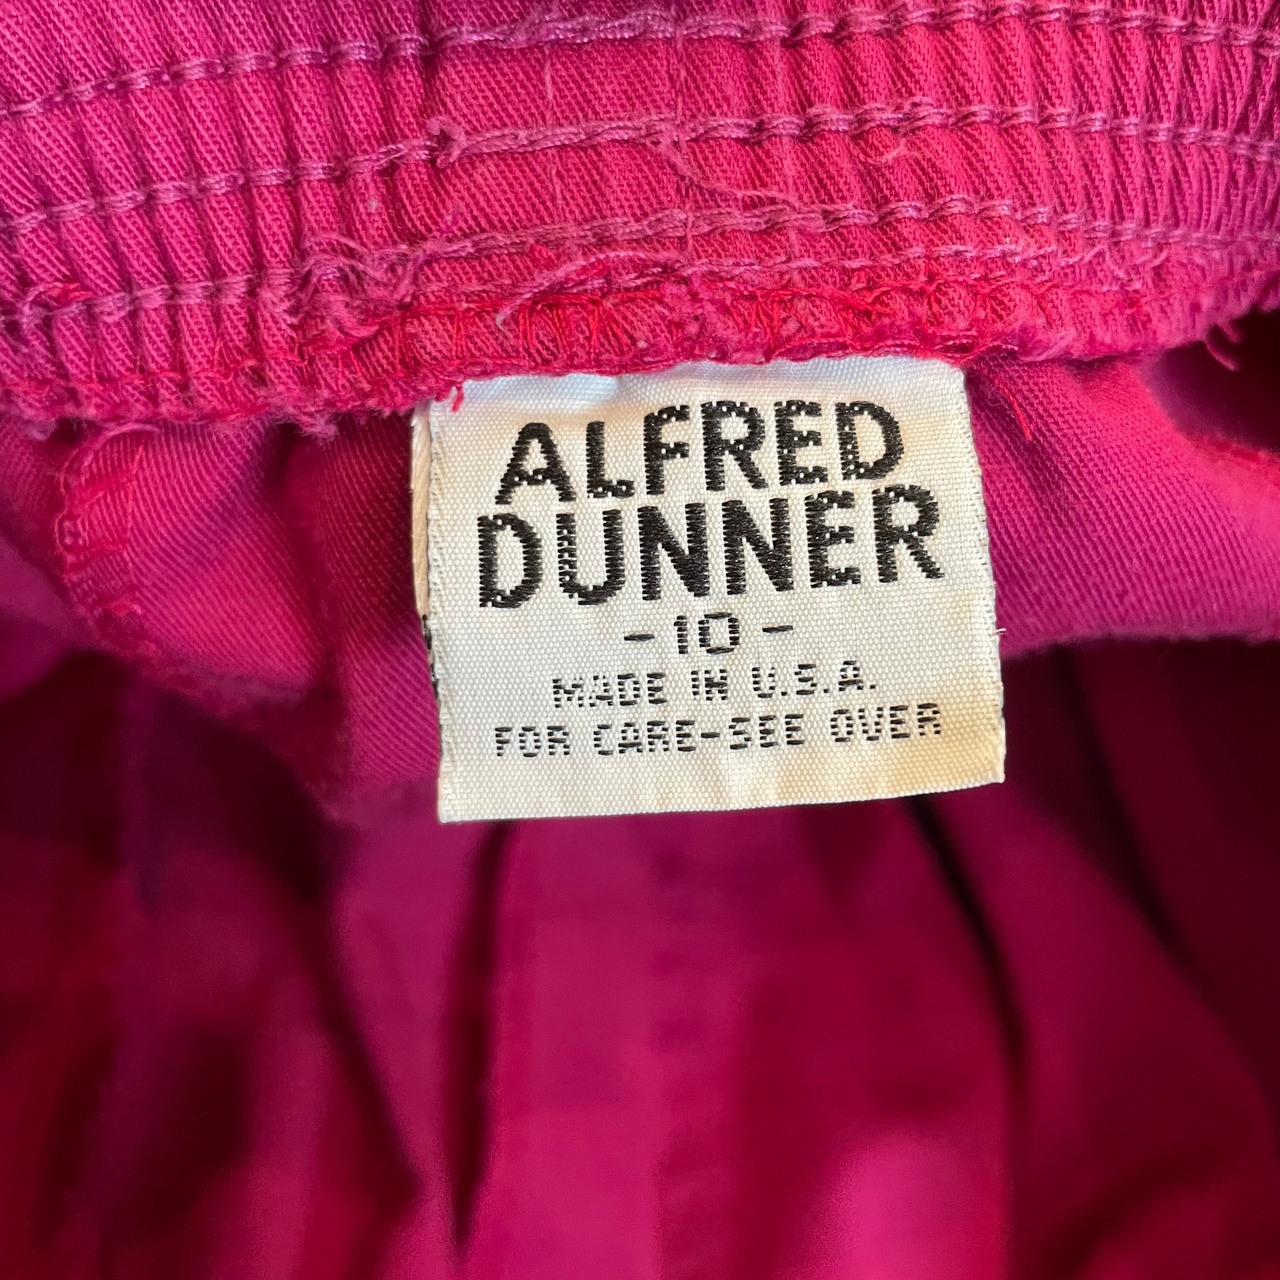 ALFRED
DUNNER
-10-
MADE IN U.S.A.
FOR CARE-SEE OVER